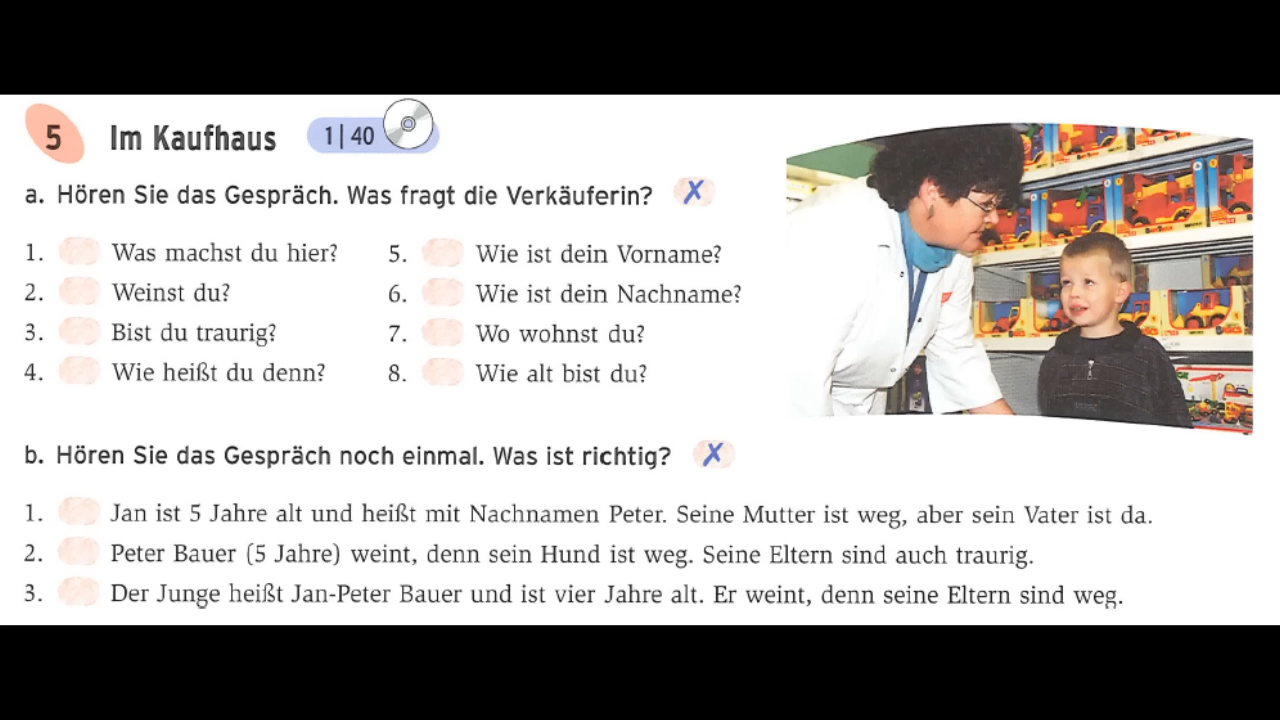 5 Im Kaufhaus 1|40
a. Hören Sie das Gespräch. Was fragt die Verkäuferin? X
1. Was machst du hier?
2. Weinst du?
3. Bist du traurig?
4. Wie heißt du denn?
5. Wie ist dein Vorname?
6. Wie ist dein Nachname?
7. Wo wohnst du?
8. Wie alt bist du?
b. Hören Sie das Gespräch noch einmal. Was ist richtig? X
1. Jan ist 5 Jahre alt und heißt mit Nachnamen Peter. Seine Mutter ist weg, aber sein Vater ist da.
2. Peter Bauer (5 Jahre) weint, denn sein Hund ist weg. Seine Eltern sind auch traurig.
3. Der Junge heißt Jan-Peter Bauer und ist vier Jahre alt. Er weint, denn seine Eltern sind weg.